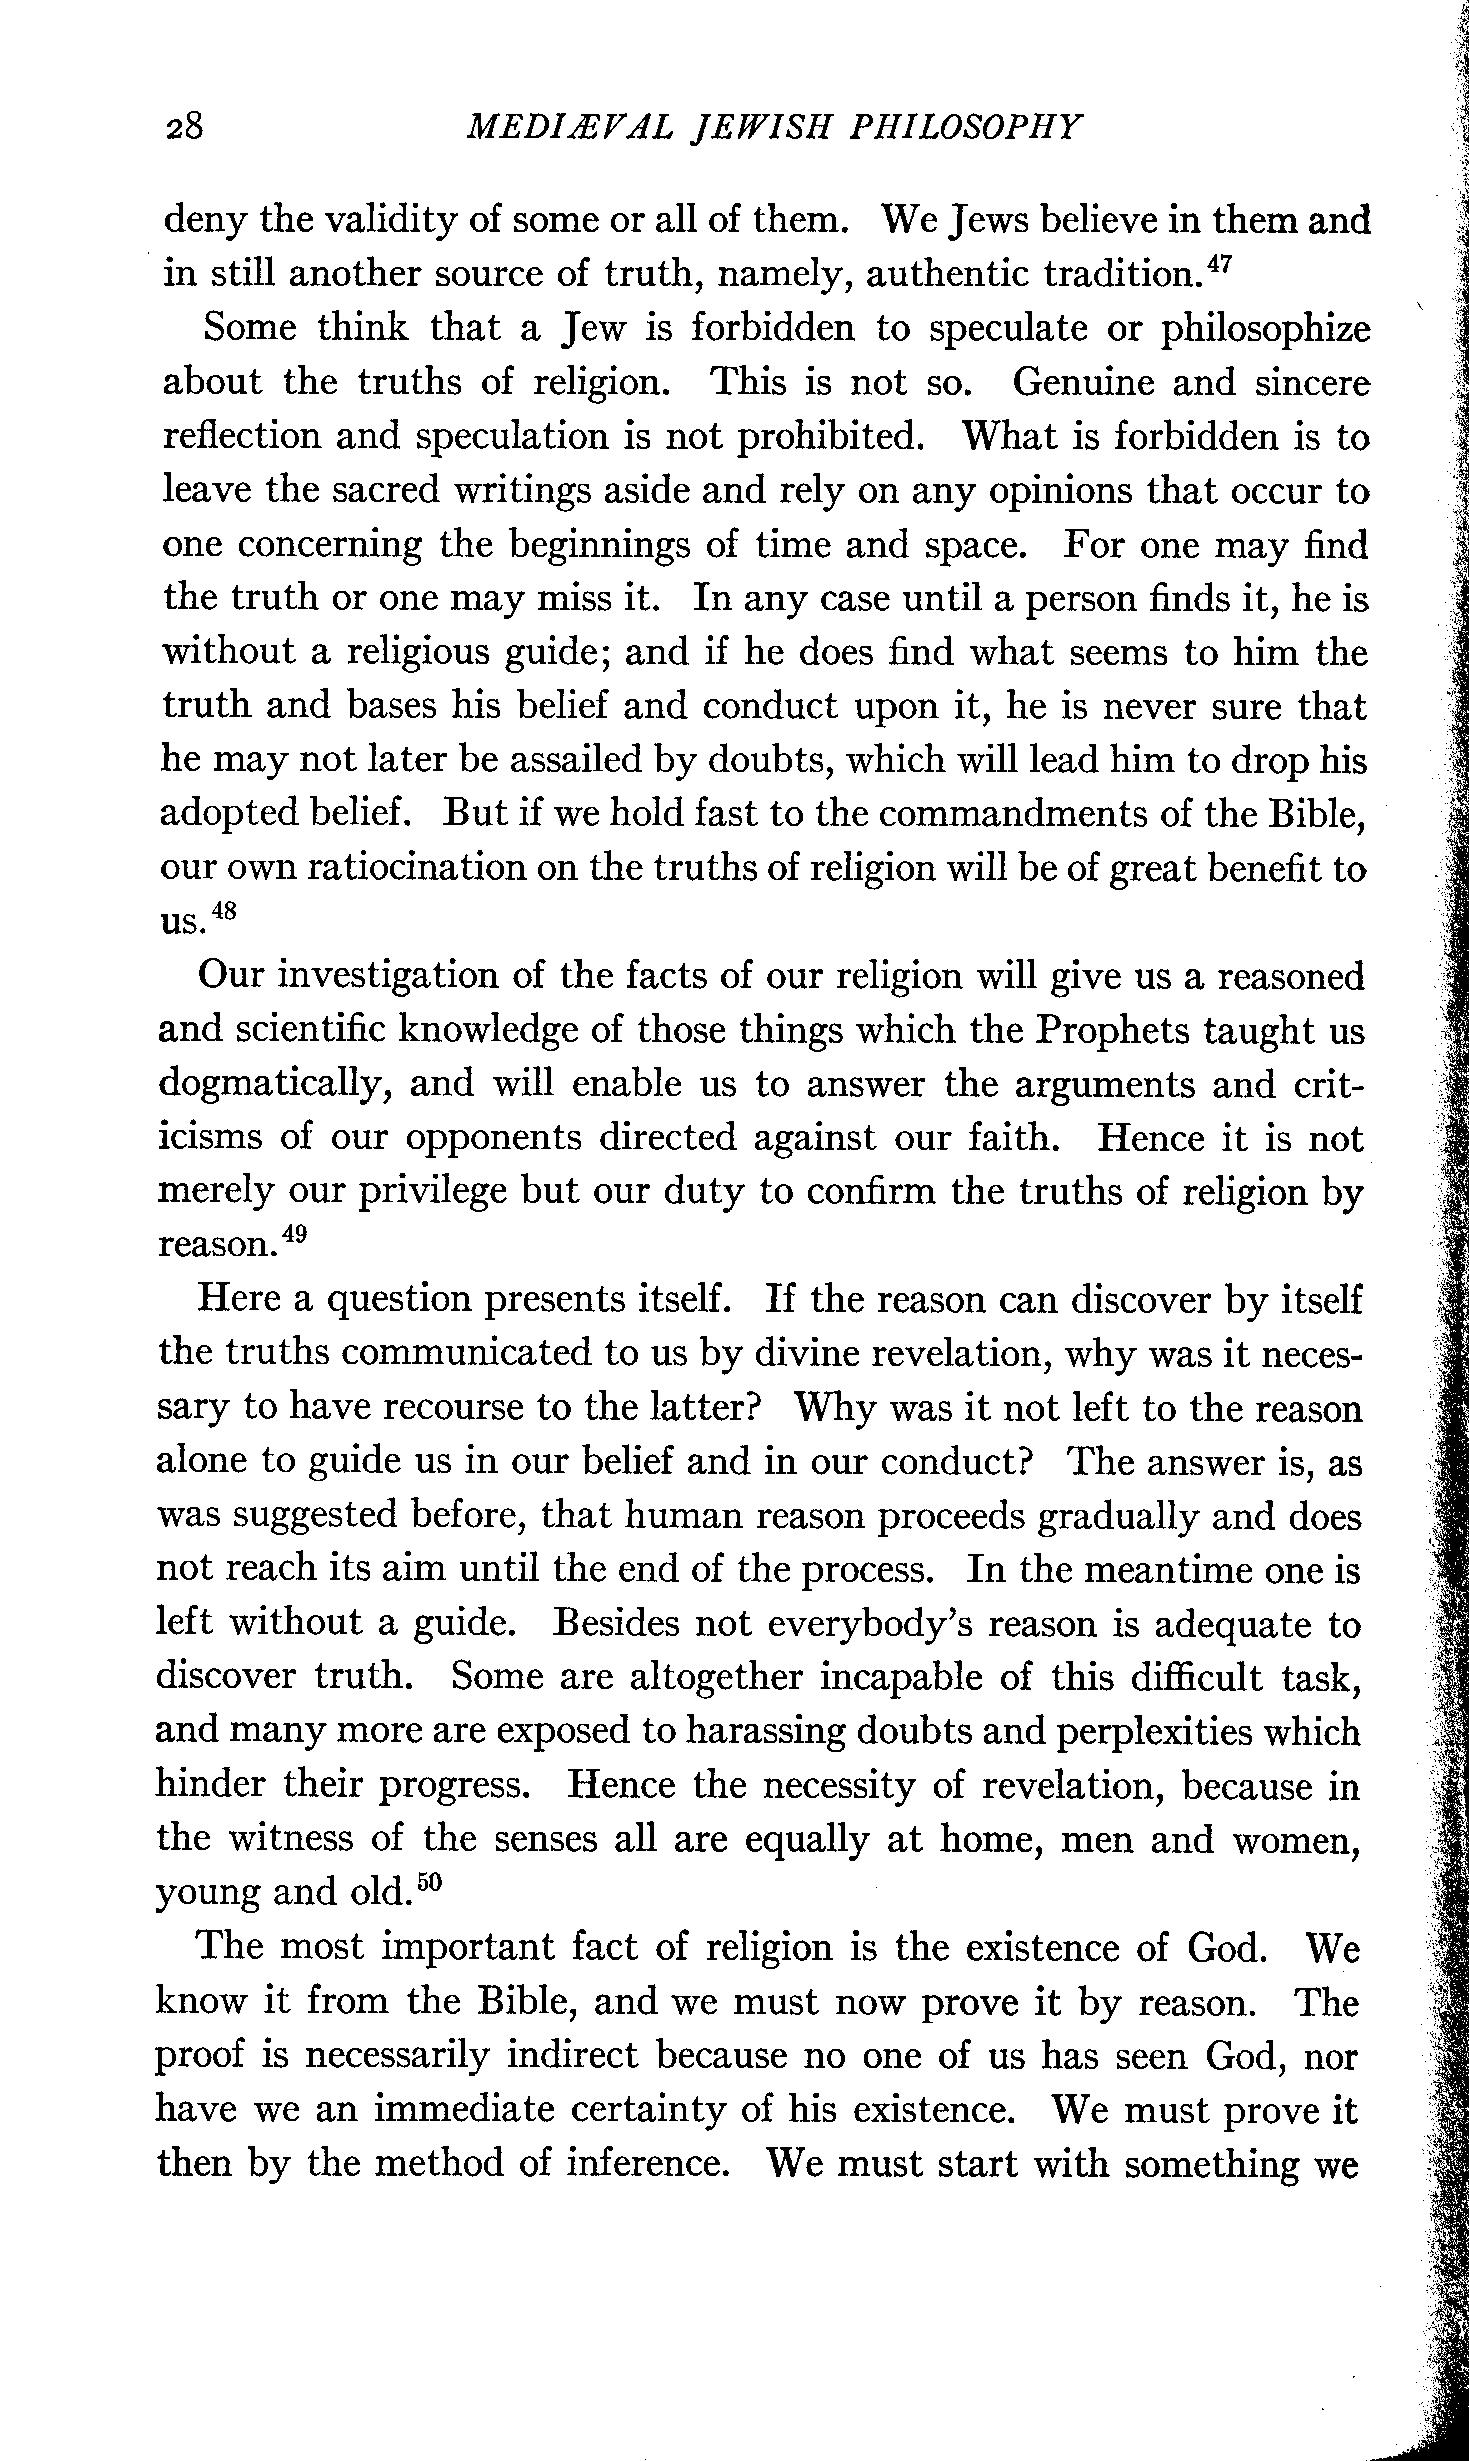 28 MEDIÆVAL JEWISH PHILOSOPHY
deny the validity of some or all of them. We Jews believe in them and
in still another source of truth, namely, authentic tradition.47
Some think that a Jew is forbidden to speculate or philosophize
about the truths of religion. This is not so. Genuine and sincere
reflection and speculation is not prohibited. What is forbidden is to
leave the sacred writings aside and rely on any opinions that occur to
one concerning the beginnings of time and space. For one may find
the truth or one may miss it. In any case until a person finds it, he is
without a religious guide; and if he does find what seems to him the
truth and bases his belief and conduct upon it, he is never sure that
he may not later be assailed by doubts, which will lead him to drop his
adopted belief. But if we hold fast to the commandments of the Bible,
our own ratiocination on the truths of religion will be of great benefit to
us.48
Our investigation of the facts of our religion will give us a reasoned
and scientific knowledge of those things which the Prophets taught us
dogmatically, and will enable us to answer the arguments and crit-
icisms of our opponents directed against our faith. Hence it is not
merely our privilege but our duty to confirm the truths of religion by
reason.49
Here a question presents itself. If the reason can discover by itself
the truths communicated to us by divine revelation, why was it neces-
sary to have recourse to the latter? Why was it not left to the reason
alone to guide us in our belief and in our conduct? The answer is, as
was suggested before, that human reason proceeds gradually and does
not reach its aim until the end of the process. In the meantime one is
left without a guide. Besides not everybody's reason is adequate to
discover truth. Some are altogether incapable of this difficult task,
and many more are exposed to harassing doubts and perplexities which
hinder their progress. Hence the necessity of revelation, because in
the witness of the senses all are equally at home, men and women,
young and old.50
The most important fact of religion is the existence of God. We
know it from the Bible, and we must now prove it by reason. The
proof is necessarily indirect because no one of us has seen God, nor
have we an immediate certainty of his existence. We must prove it
then by the method of inference. We must start with something we